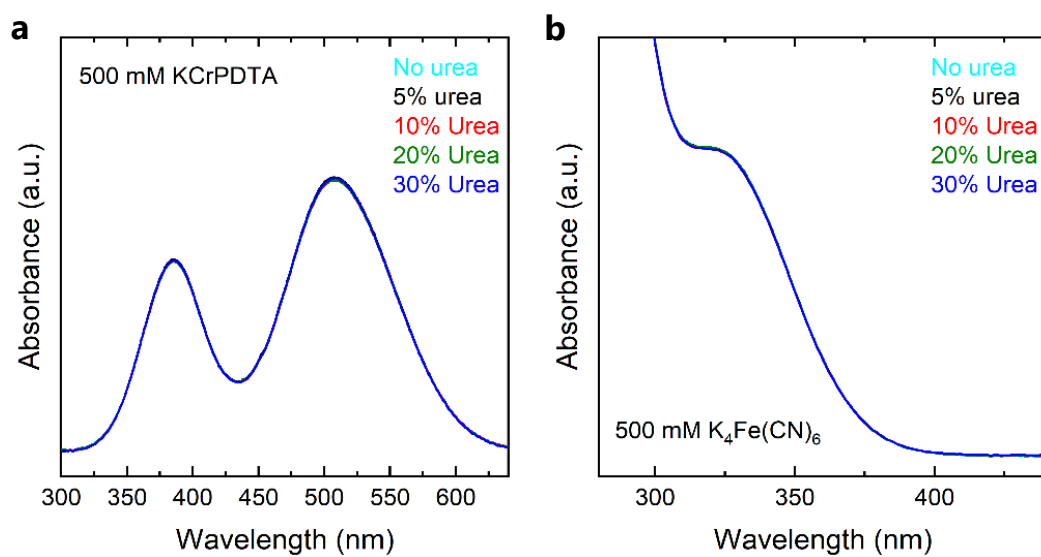 a
500 mM KCrPDTA
No urea
5% urea
10% Urea
20% Urea
30% Urea
Absorbance (a.u.)
300 350 400 450 500 550 600
Wavelength (nm)
b
No urea
5% urea
10% Urea
20% Urea
30% Urea
500 mM K₄Fe(CN)₆
Absorbance (a.u.)
300 350 400
Wavelength (nm)